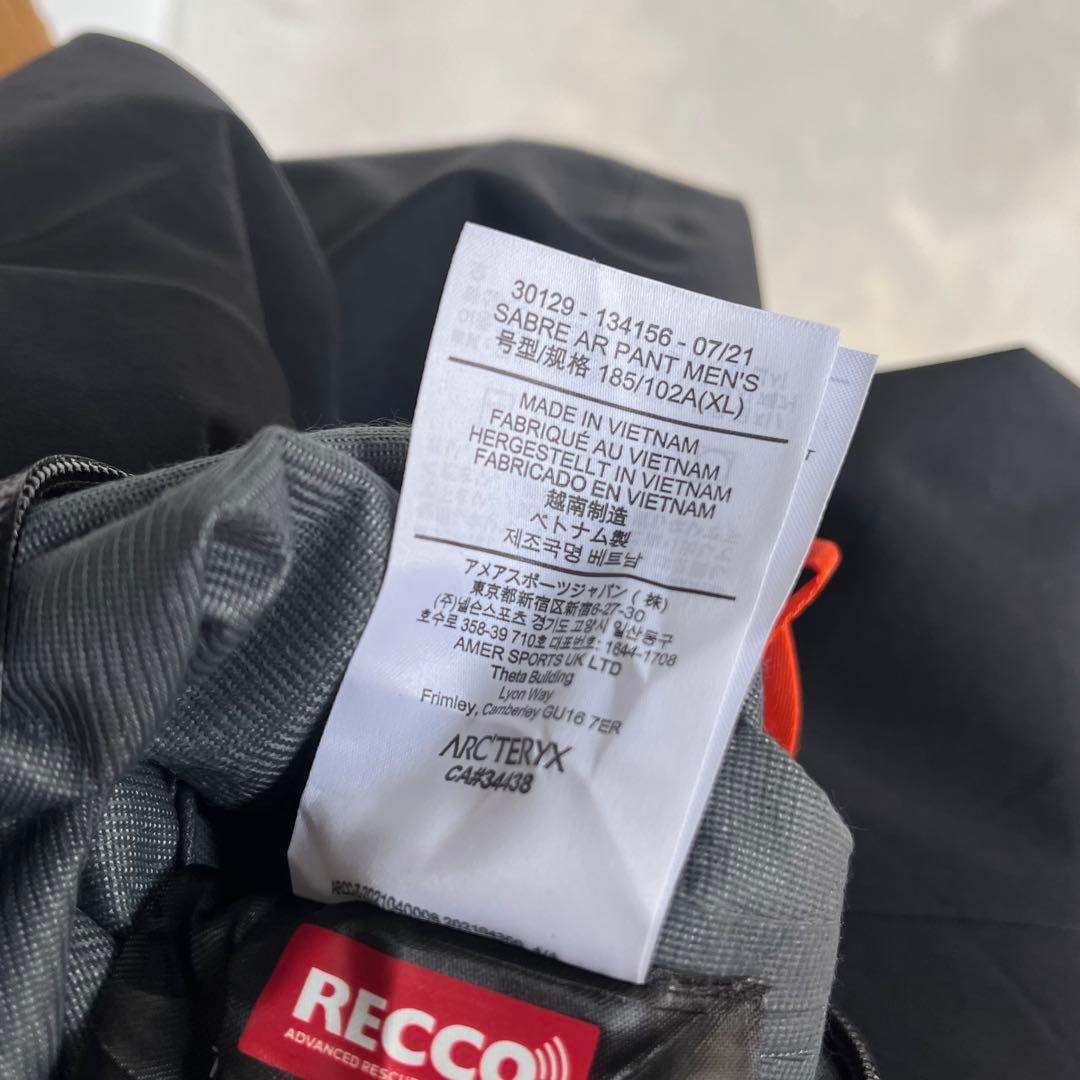 30129 - 134156 - 07/21
SABRE AR PANT MEN'S
号型/规格 185/102A(XL)
MADE IN VIETNAM
FABRIQUÉ AU VIETNAM
HERGESTELLT IN VIETNAM
FABRICADO EN VIETNAM
越南制造
ベトナム製
제조국명 베트남
アメアスポーツジャパン (株)
東京都新宿区新宿6-27-30
(주)넬슨스포츠 경기도 고양시 일산동구
호수로 358-39 710호 대표번호: 1644-1708
AMER SPORTS UK LTD
Theta Building
Lyon Way
Frimley, Camberley GU16 7ER
ARC'TERYX
CA#34438
RECCO
ADVANCED